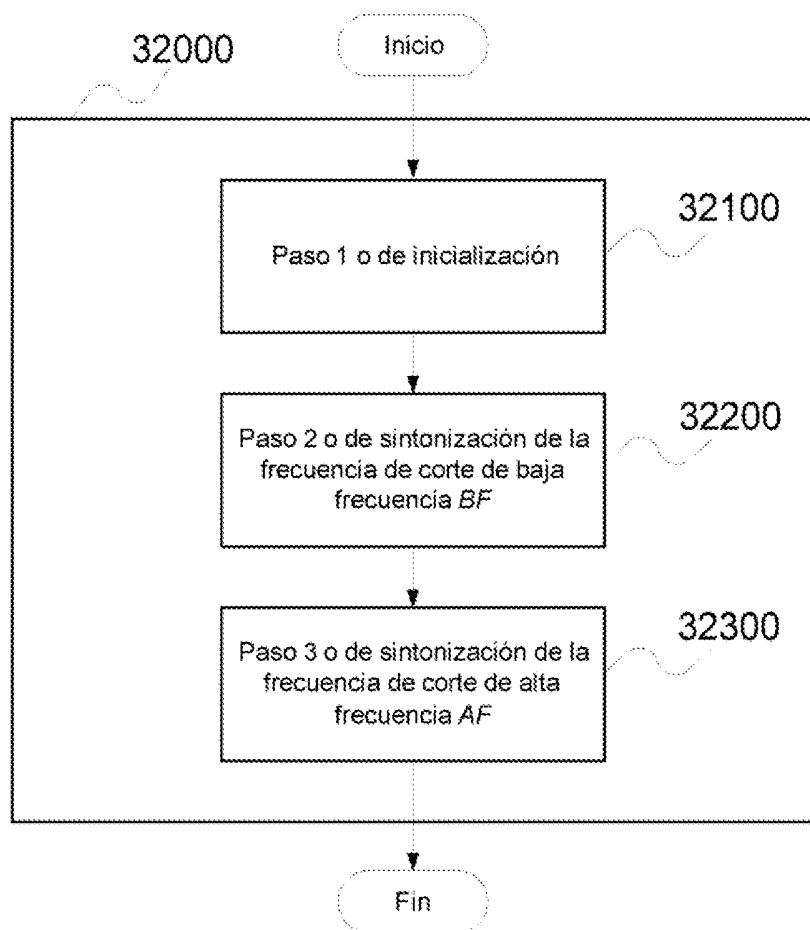 32000
Inicio
32100
Paso 1 o de inicialización
32200
Paso 2 o de sintonización de la
frecuencia de corte de baja
frecuencia BF
32300
Paso 3 o de sintonización de la
frecuencia de corte de alta
frecuencia AF
Fin